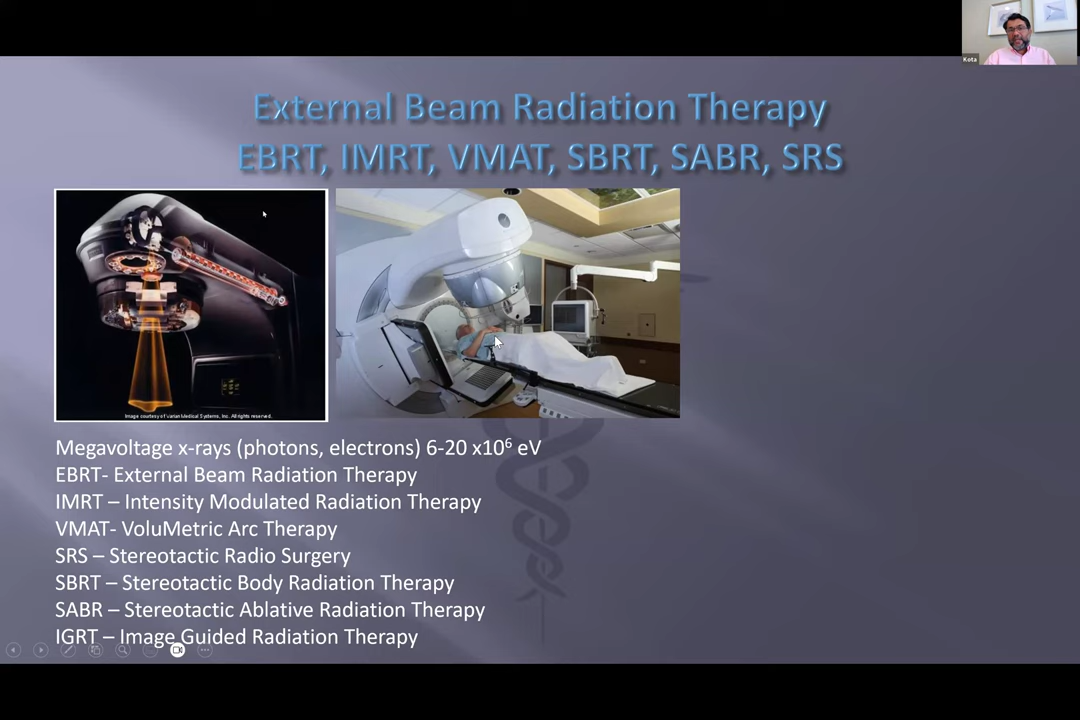 Kota
External Beam Radiation Therapy
EBRT, IMRT, VMAT, SBRT, SABR, SRS
Image courtesy of Varian Medical Systems, Inc. All rights reserved.
Megavoltage x-rays (photons, electrons) 6-20 x10⁶ eV
EBRT- External Beam Radiation Therapy
IMRT – Intensity Modulated Radiation Therapy
VMAT- VoluMetric Arc Therapy
SRS – Stereotactic Radio Surgery
SBRT – Stereotactic Body Radiation Therapy
SABR – Stereotactic Ablative Radiation Therapy
IGRT – Image Guided Radiation Therapy